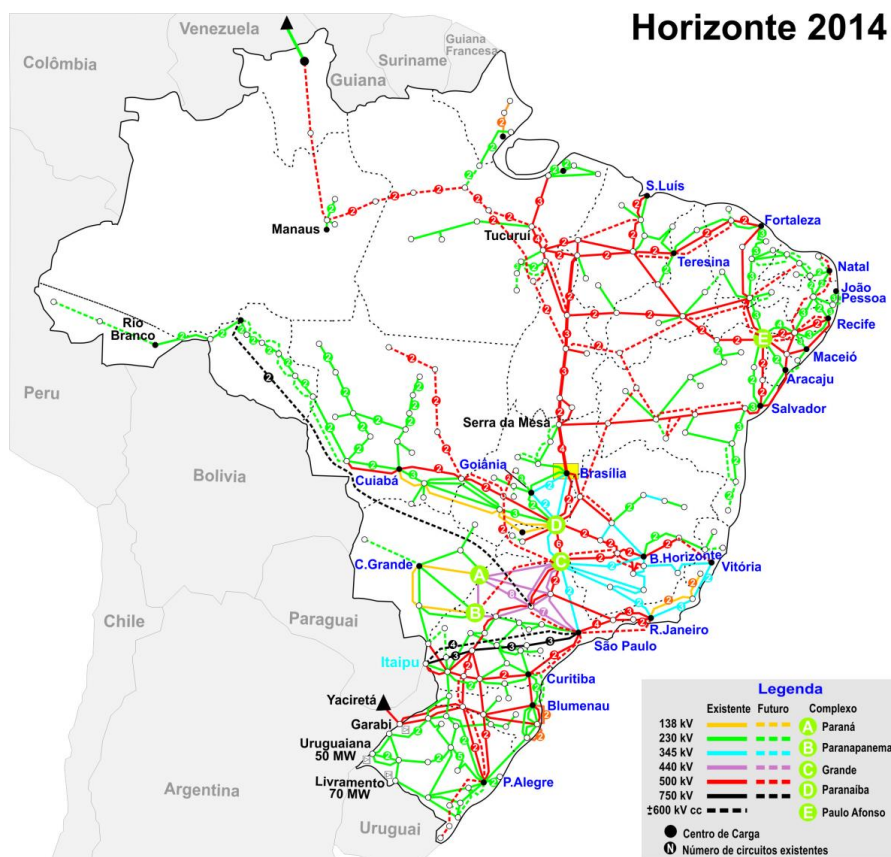 Horizonte 2014
Venezuela
Guiana
Francesa
Suriname
Colômbia
Guiana
S.Luís
Manaus
Tucuruí
Fortaleza
Teresina
Natal
João
Pessoa
Rio
Branco
Recife
E
Maceió
Peru
Aracaju
Salvador
Serra da Mesa
Goiânia
Brasília
Bolivia
Cuiabá
D
B.Horizonte
C.Grande
A
C
Vitória
B
Chile
Paraguai
R.Janeiro
São Paulo
Itaipu
Curitiba
Yaciretá
Blumenau
Garabi
Uruguaiana
50 MW
Livramento
70 MW
P.Alegre
Argentina
Uruguai
Legenda
Existente Futuro Complexo
138 kV A Paraná
230 kV B Paranapanema
345 kV C Grande
440 kV D Paranaíba
500 kV E Paulo Afonso
750 kV
±600 kV cc
Centro de Carga
N Número de circuitos existentes